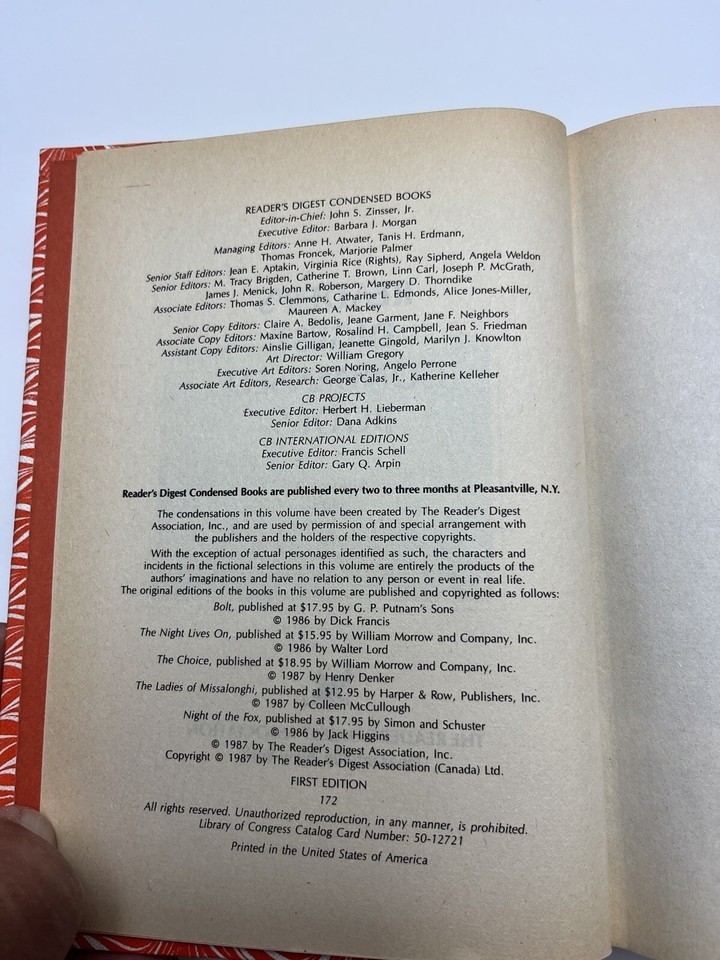 READER'S DIGEST CONDENSED BOOKS
Editor-in-Chief: John S. Zinsser, Jr.
Executive Editor: Barbara J. Morgan
Managing Editors: Anne H. Atwater, Tanis H. Erdmann,
Thomas Froncek, Marjorie Palmer
Senior Staff Editors: Jean E. Aptakin, Virginia Rice (Rights), Ray Sipherd, Angela Weldon
Senior Editors: M. Tracy Brigden, Catherine T. Brown, Linn Carl, Joseph P. McGrath,
James J. Menick, John R. Roberson, Margery D. Thorndike
Associate Editors: Thomas S. Clemmons, Catharine L. Edmonds, Alice Jones-Miller,
Maureen A. Mackey
Senior Copy Editors: Claire A. Bedolis, Jeane Garment, Jane F. Neighbors
Associate Copy Editors: Maxine Bartow, Rosalind H. Campbell, Jean S. Friedman
Assistant Copy Editors: Ainslie Gilligan, Jeanette Gingold, Marilyn J. Knowlton
Art Director: William Gregory
Executive Art Editors: Soren Noring, Angelo Perrone
Associate Art Editors, Research: George Calas, Jr., Katherine Kelleher
CB PROJECTS
Executive Editor: Herbert H. Lieberman
Senior Editor: Dana Adkins
CB INTERNATIONAL EDITIONS
Executive Editor: Francis Schell
Senior Editor: Gary Q. Arpin
Reader's Digest Condensed Books are published every two to three months at Pleasantville, N.Y.
The condensations in this volume have been created by The Reader's Digest
Association, Inc., and are used by permission of and special arrangement with
the publishers and the holders of the respective copyrights.
With the exception of actual personages identified as such, the characters and
incidents in the fictional selections in this volume are entirely the products of the
authors' imaginations and have no relation to any person or event in real life.
The original editions of the books in this volume are published and copyrighted as follows:
Bolt, published at $17.95 by G. P. Putnam's Sons
© 1986 by Dick Francis
The Night Lives On, published at $15.95 by William Morrow and Company, Inc.
© 1986 by Walter Lord
The Choice, published at $18.95 by William Morrow and Company, Inc.
© 1987 by Henry Denker
The Ladies of Missalonghi, published at $12.95 by Harper & Row, Publishers, Inc.
© 1987 by Colleen McCullough
Night of the Fox, published at $17.95 by Simon and Schuster
© 1986 by Jack Higgins
© 1987 by The Reader's Digest Association, Inc.
Copyright © 1987 by The Reader's Digest Association (Canada) Ltd.
FIRST EDITION
172
All rights reserved. Unauthorized reproduction, in any manner, is prohibited.
Library of Congress Catalog Card Number: 50-12721
Printed in the United States of America